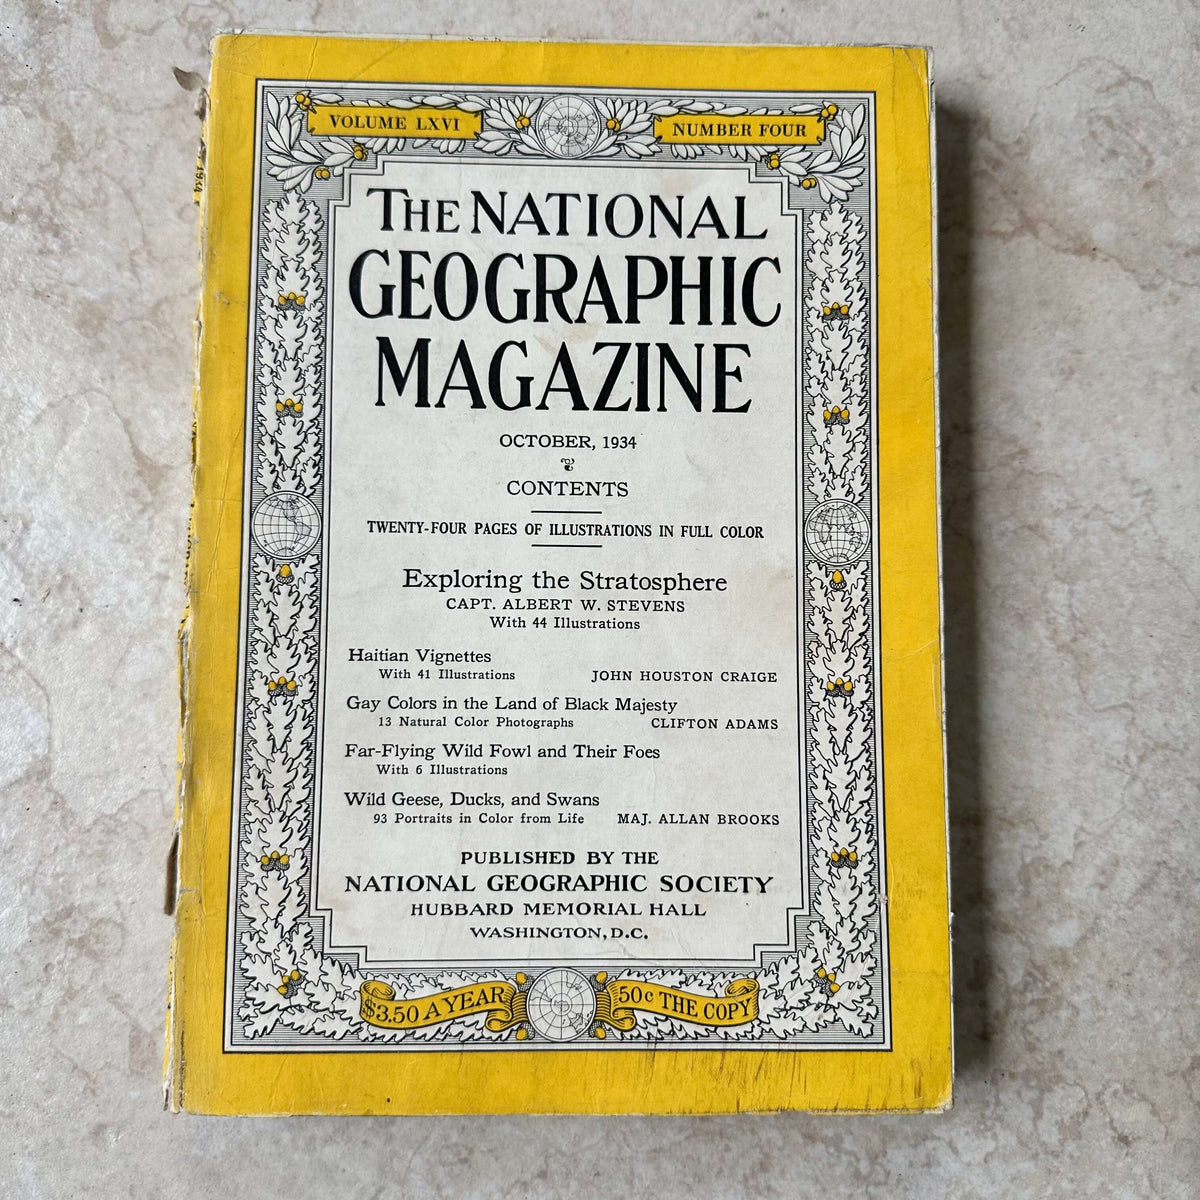 VOLUME LXVI
NUMBER FOUR
THE NATIONAL
GEOGRAPHIC
MAGAZINE
OCTOBER, 1934
CONTENTS
TWENTY-FOUR PAGES OF ILLUSTRATIONS IN FULL COLOR
Exploring the Stratosphere
CAPT. ALBERT W. STEVENS
With 44 Illustrations
Haitian Vignettes
With 41 Illustrations JOHN HOUSTON CRAIGE
Gay Colors in the Land of Black Majesty
13 Natural Color Photographs CLIFTON ADAMS
Far-Flying Wild Fowl and Their Foes
With 6 Illustrations
Wild Geese, Ducks, and Swans
93 Portraits in Color from Life MAJ. ALLAN BROOKS
PUBLISHED BY THE
NATIONAL GEOGRAPHIC SOCIETY
HUBBARD MEMORIAL HALL
WASHINGTON, D.C.
$3.50 A YEAR
50c THE COPY
1934